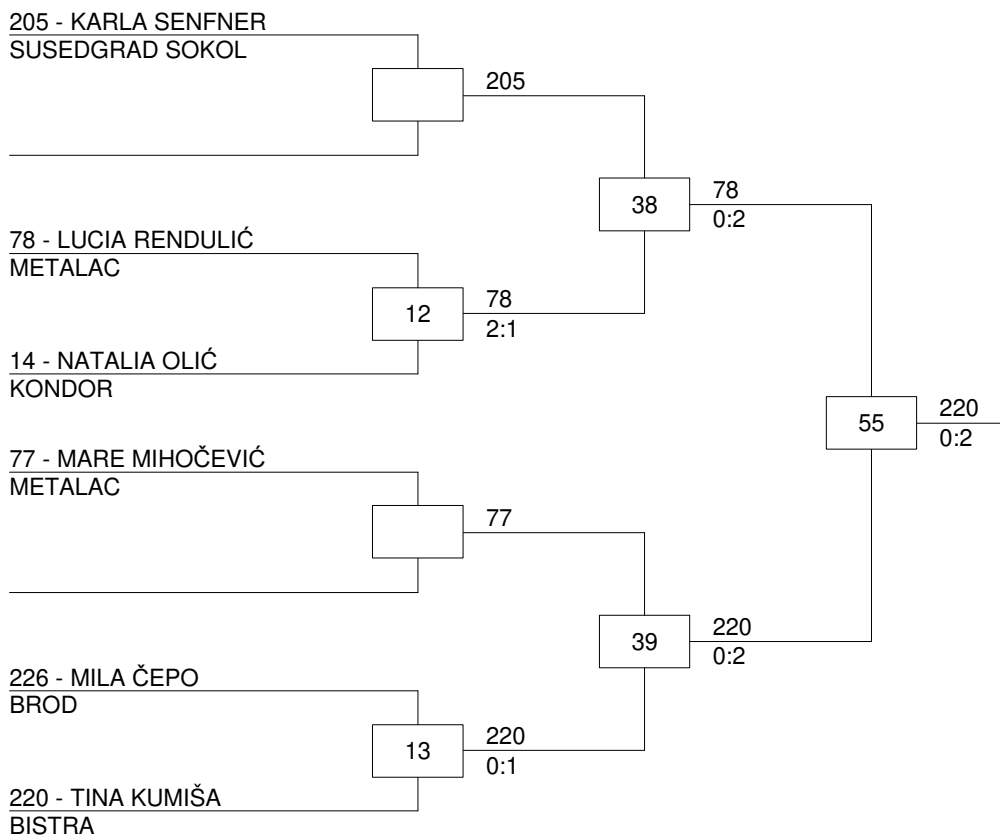 205 - KARLA SENFNER
SUSEDGRAD SOKOL
205
38
78
0:2
78 - LUCIA RENDULIĆ
METALAC
12
78
2:1
14 - NATALIA OLIĆ
KONDOR
55
220
0:2
77 - MARE MIHOČEVIĆ
METALAC
77
39
220
0:2
226 - MILA ČEPO
BROD
13
220
0:1
220 - TINA KUMIŠA
BISTRA